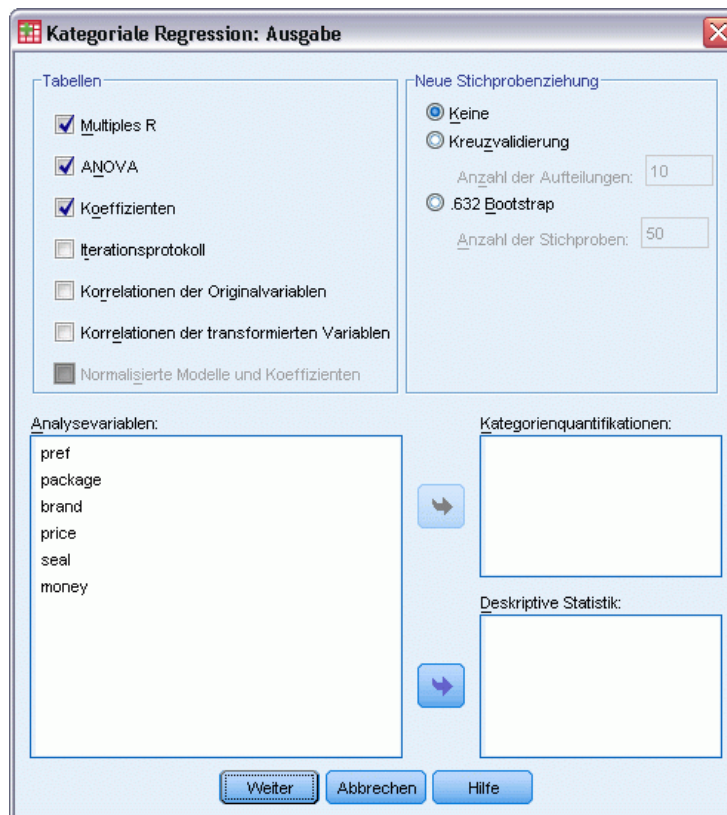 Kategoriale Regression: Ausgabe
Tabellen
Multiples R
ANOVA
Koeffizienten
Iterationsprotokoll
Korrelationen der Originalvariablen
Korrelationen der transformierten Variablen
Normalisierte Modelle und Koeffizienten
Neue Stichprobenziehung
Keine
Kreuzvalidierung
Anzahl der Aufteilungen: 10
.632 Bootstrap
Anzahl der Stichproben: 50
Analysevariablen:
pref
package
brand
price
seal
money
Kategorienquantifikationen:
Deskriptive Statistik:
Weiter
Abbrechen
Hilfe